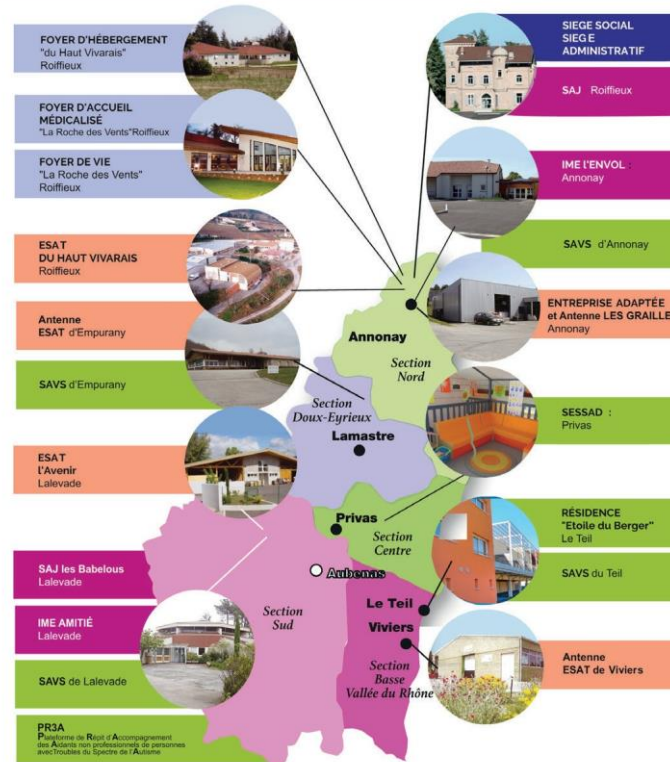 FOYER D'HÉBERGEMENT
"du Haut Vivarais"
Roiffieux
FOYER D'ACCUEIL
MÉDICALISÉ
"La Roche des Vents"Roiffieux
FOYER DE VIE
"La Roche des Vents"
Roiffieux
ESAT
DU HAUT VIVARAIS
Roiffieux
Antenne
ESAT d'Empurany
SAVS d'Empurany
ESAT
l'Avenir
Lalevade
SAJ les Babelous
Lalevade
IME AMITIÉ
Lalevade
SAVS de Lalevade
PR3A
Plateforme de Répit d'Accompagnement
des Aidants non professionnels de personnes
avecTroubles du Spectre de l'Autisme
Annonay
Section
Nord
Section
Doux-Eyrieux
Lamastre
Privas
Section
Centre
Aubenas
Section
Sud
Le Teil
Viviers
Section
Basse
Vallée du Rhône
SIEGE SOCIAL
SIEG E
ADMINISTRATIF
SAJ Roiffieux
IME L'ENVOL :
Annonay
SAVS d'Annonay
ENTREPRISE ADAPTÉE
et Antenne LES GRAILLE
Annonay
SESSAD :
Privas
RÉSIDENCE
"Etoile du Berger"
Le Teil
SAVS du Teil
Antenne
ESAT de Viviers